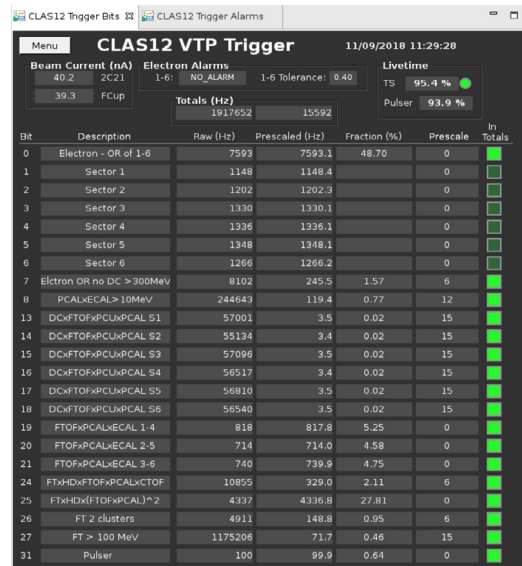 CLAS12 Trigger Bits CLAS12 Trigger Alarms
Menu CLAS12 VTP Trigger 11/09/2018 11:29:28
Beam Current (nA) Electron Alarms Livetime
40.2 2C21 1-6: NO_ALARM 1-6 Tolerance: 0.40 TS 95.4 %
39.3 FCup Totals (Hz) Pulser 93.9 %
1917652 15592
Bit Description Raw (Hz) Prescaled (Hz) Fraction (%) Prescale In Totals
0 Electron - OR of 1-6 7593 7593.1 48.70 0
1 Sector 1 1148 1148.4 0
2 Sector 2 1202 1202.3 0
3 Sector 3 1330 1330.1 0
4 Sector 4 1336 1336.1 0
5 Sector 5 1348 1348.1 0
6 Sector 6 1266 1266.2 0
7 Elctron OR no DC >300MeV 8102 245.5 1.57 6
8 PCALxECAL>10MeV 244643 119.4 0.77 12
13 DCxFTOFxPCUxPCAL S1 57001 3.5 0.02 15
14 DCxFTOFxPCUxPCAL S2 55134 3.4 0.02 15
15 DCxFTOFxPCUxPCAL S3 57096 3.5 0.02 15
16 DCxFTOFxPCUxPCAL S4 56517 3.4 0.02 15
17 DCxFTOFxPCUxPCAL S5 56810 3.5 0.02 15
18 DCxFTOFxPCUxPCAL S6 56540 3.5 0.02 15
19 FTOFxPCALxECAL 1-4 818 817.8 5.25 0
20 FTOFxPCALxECAL 2-5 714 714.0 4.58 0
21 FTOFxPCALxECAL 3-6 740 739.9 4.75 0
24 FTxHDxFTOFxPCALxCTOF 10855 329.0 2.11 6
25 FTxHDx(FTOFxPCAL)^2 4337 4336.8 27.81 0
26 FT 2 clusters 4911 148.8 0.95 6
27 FT > 100 MeV 1175206 71.7 0.46 15
31 Pulser 100 99.9 0.64 0